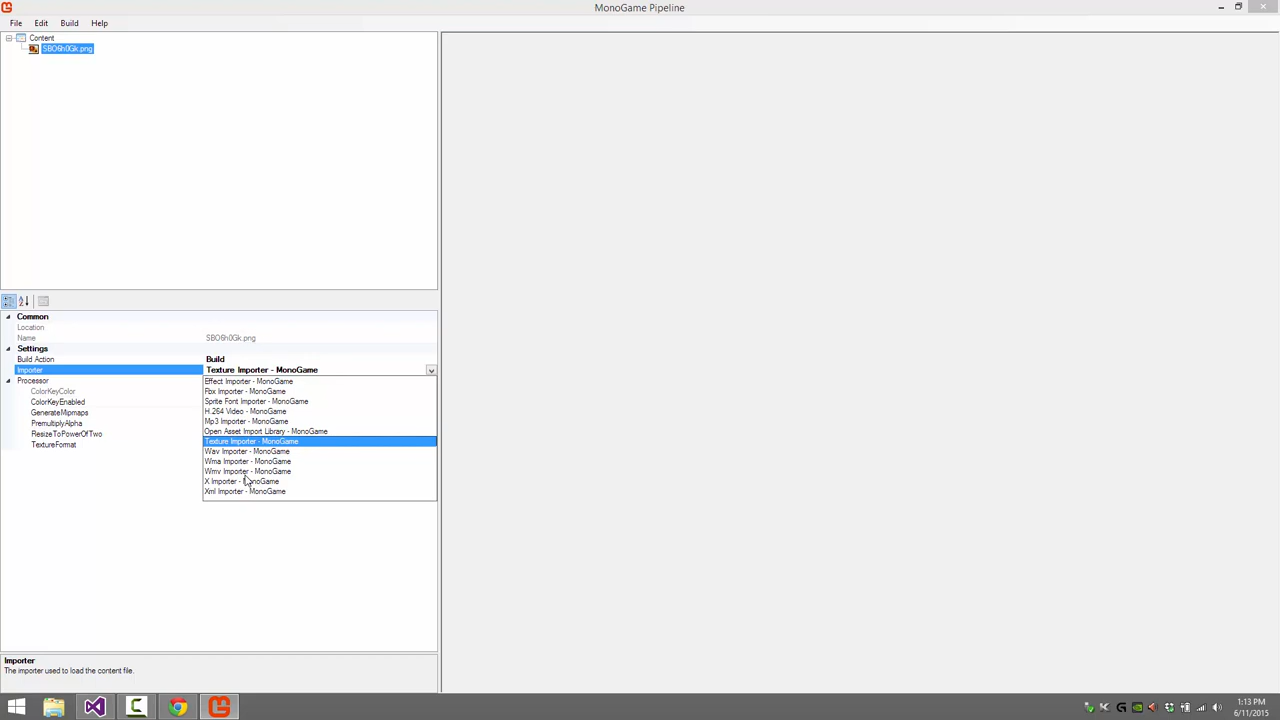 MonoGame Pipeline
File Edit Build Help
Content
SBO6h0Gk.png
Common
Location
Name SBO6h0Gk.png
Settings
Build Action Build
Importer Texture Importer - MonoGame
Processor Effect Importer - MonoGame
ColorKeyColor Fbx Importer - MonoGame
ColorKeyEnabled Sprite Font Importer - MonoGame
GenerateMipmaps H.264 Video - MonoGame
PremultiplyAlpha Mp3 Importer - MonoGame
ResizeToPowerOfTwo Open Asset Import Library - MonoGame
TextureFormat Texture Importer - MonoGame
Wav Importer - MonoGame
Wma Importer - MonoGame
Wmv Importer - MonoGame
X Importer - MonoGame
Xml Importer - MonoGame
Importer
The importer used to load the content file.
1:13 PM
6/11/2015